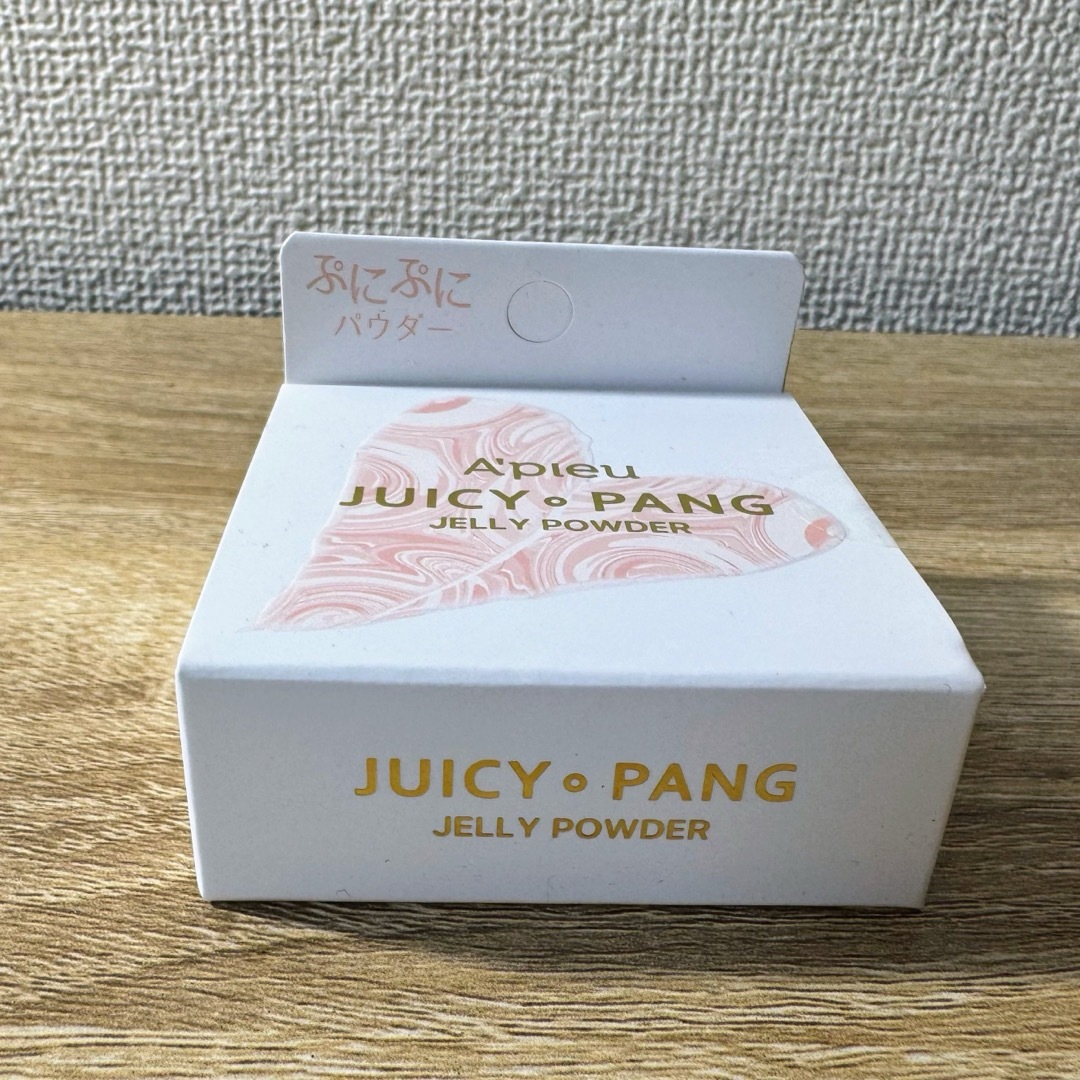 ぷにぷに
パウダー
A'PIEU
JUICY PANG
JELLY POWDER
JUICY PANG
JELLY POWDER